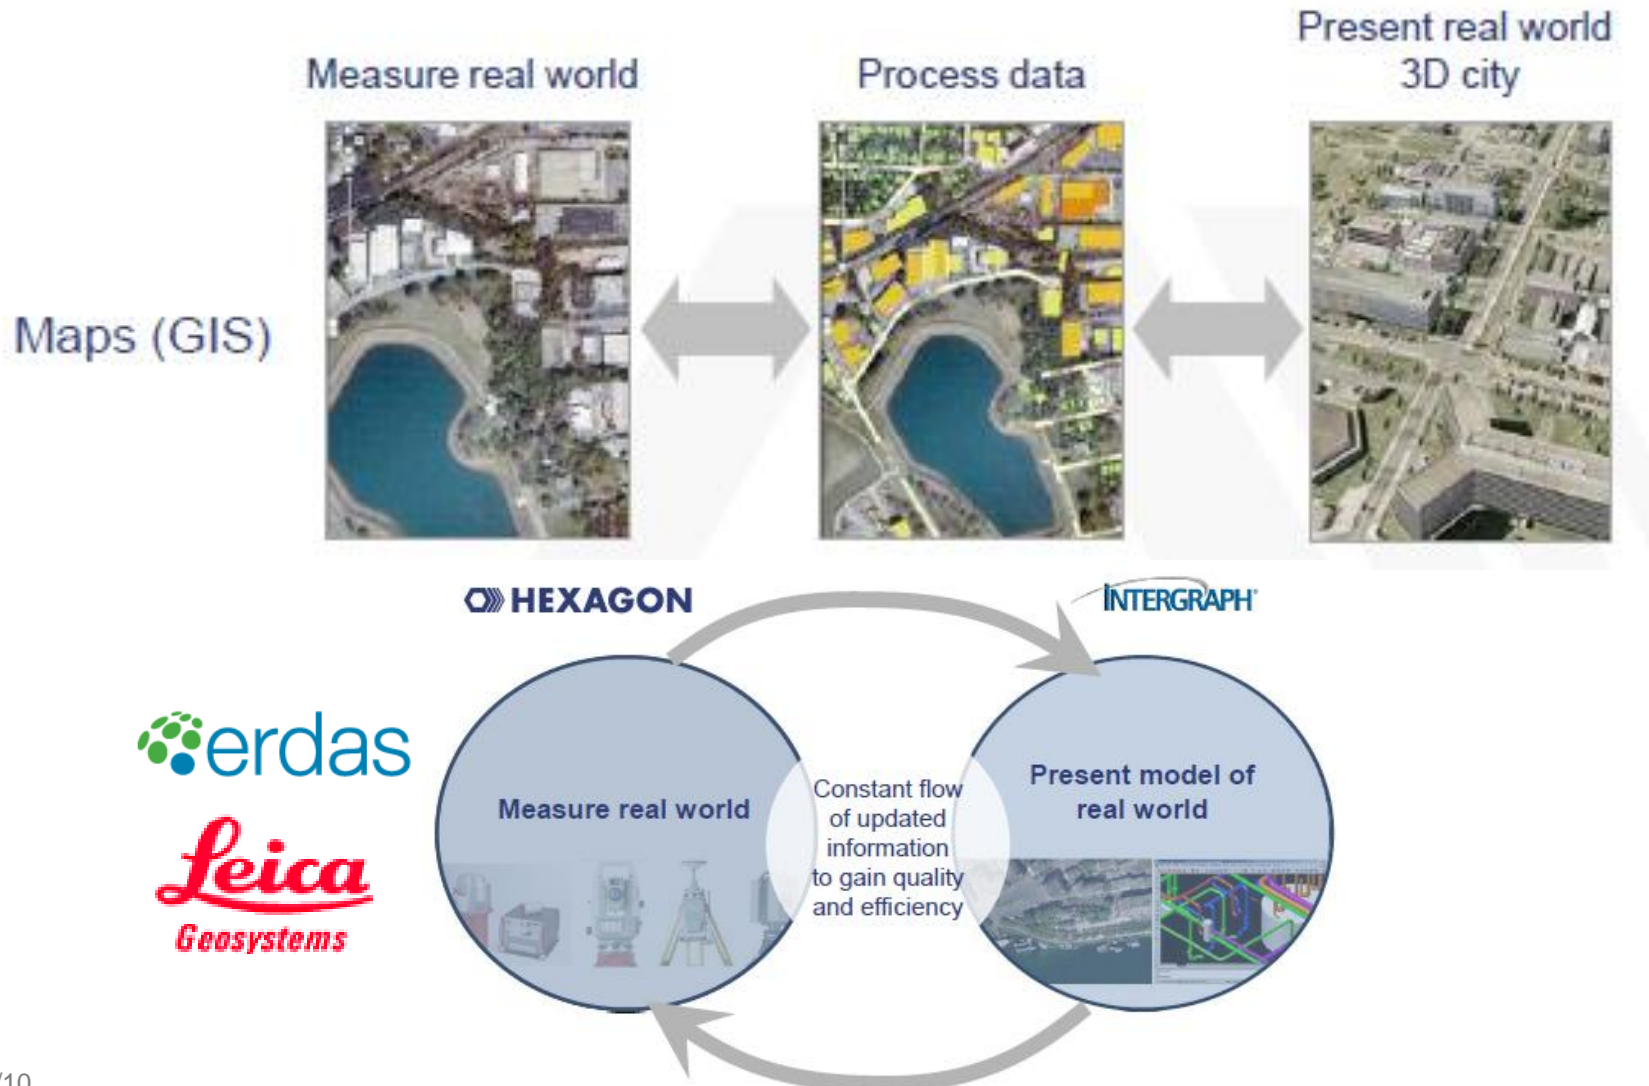 Present real world
3D city
Measure real world
Process data
Maps (GIS)
HEXAGON
INTERGRAPH
erdas
Leica
Geosystems
Measure real world
Constant flow
of updated
information
to gain quality
and efficiency
Present model of
real world
/10